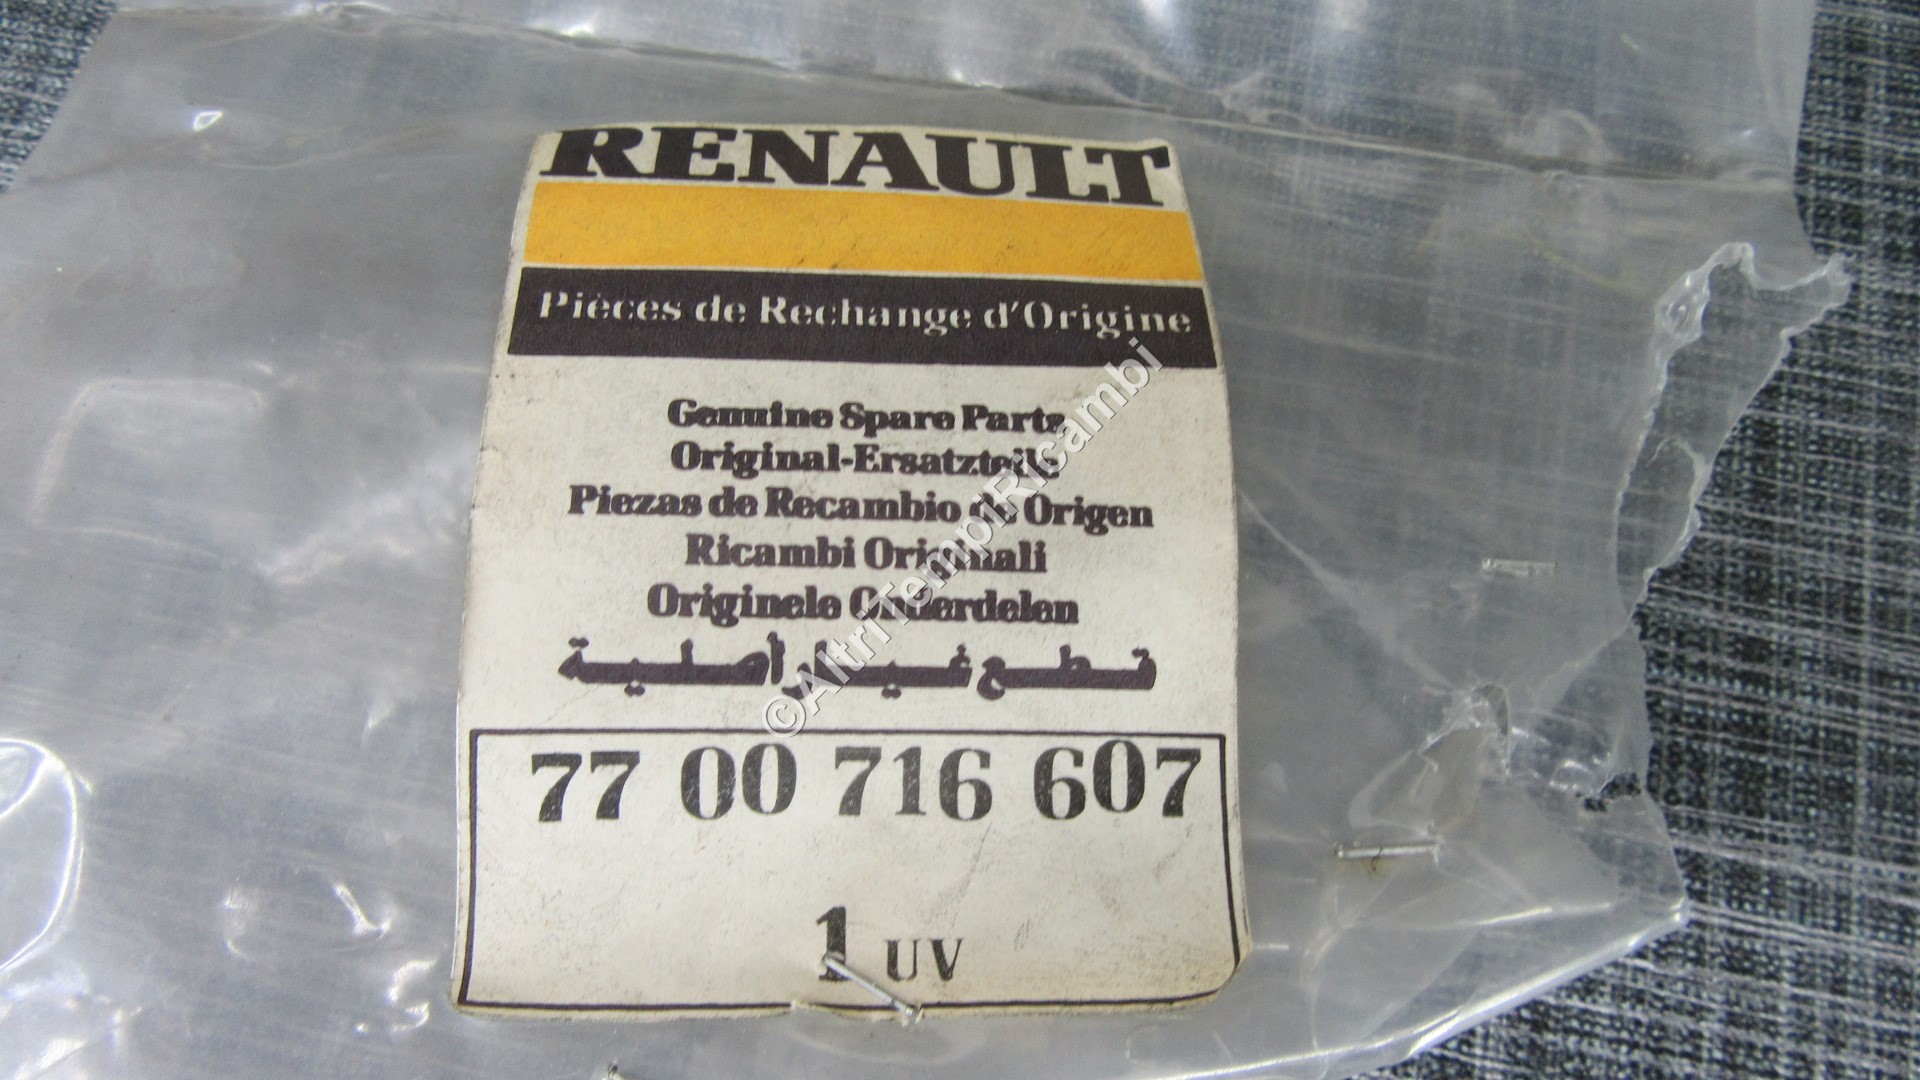 RENAULT
Pièces de Rechange d'Origine
Genuine Spare Parts
Original-Ersatzteile
Piezas de Recambio de Origen
Ricambi Originali
Originele Onderdelen
قطع غيار أصلية
77 00 716 607
1 UV
©AltriTempiRicambi